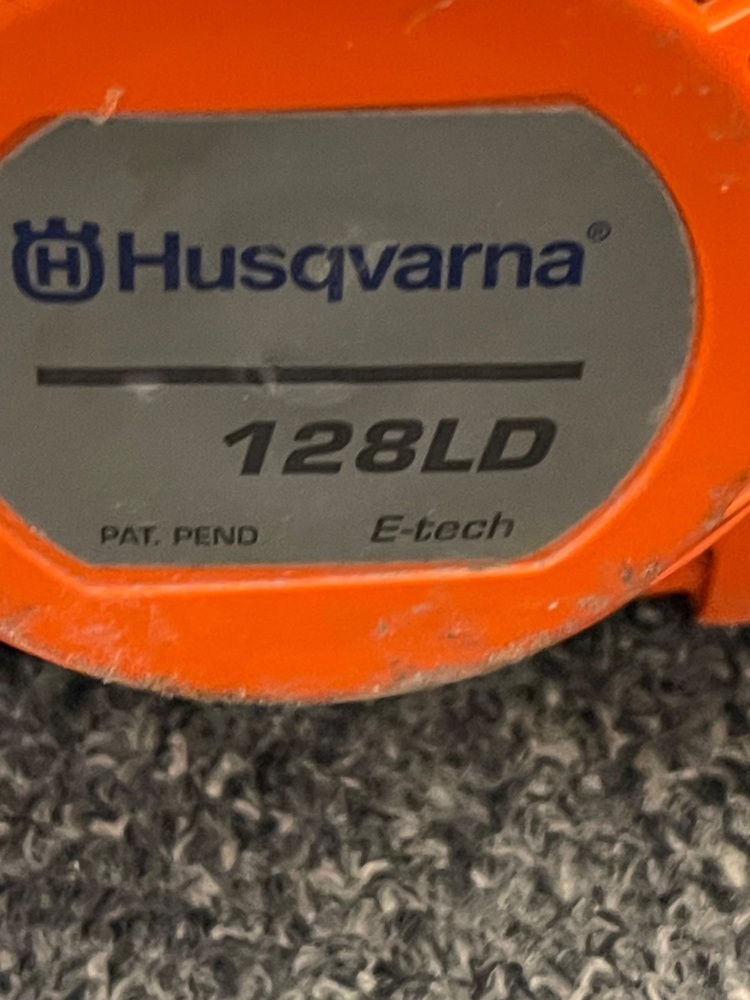 Husqvarna®
128LD
PAT. PEND E-tech